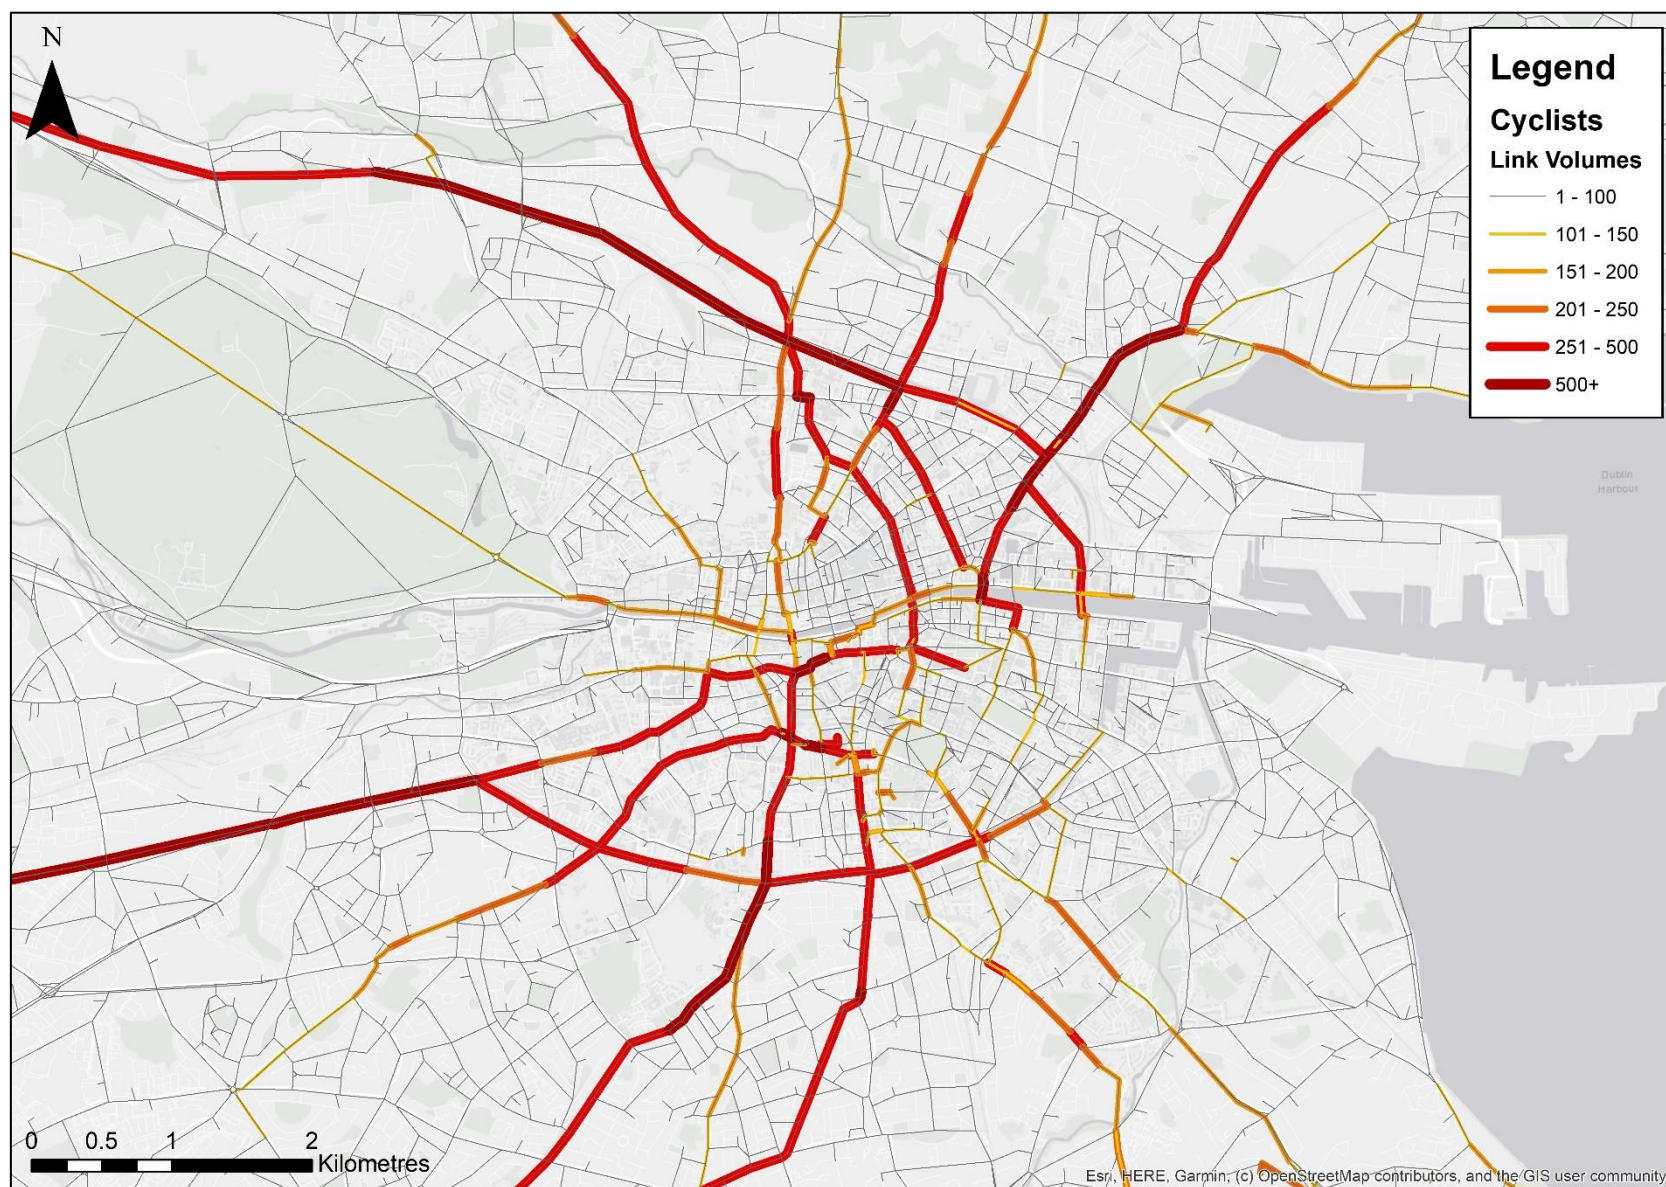 N
Legend
Cyclists
Link Volumes
1 - 100
101 - 150
151 - 200
201 - 250
251 - 500
500+
Dublin
Harbour
0 0.5 1 2
Kilometres
Esri, HERE, Garmin, (c) OpenStreetMap contributors, and the GIS user community